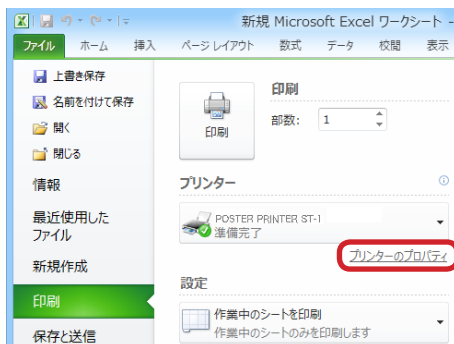 新規 Microsoft Excel ワークシート -
ファイル ホーム 挿入 ページ レイアウト 数式 データ 校閲 表示
上書き保存
名前を付けて保存
開く
閉じる
情報
最近使用した
ファイル
新規作成
印刷
保存と送信
印刷
印刷
部数: 1
プリンター
POSTER PRINTER ST-1
準備完了
プリンターのプロパティ
設定
作業中のシートを印刷
作業中のシートのみを印刷します